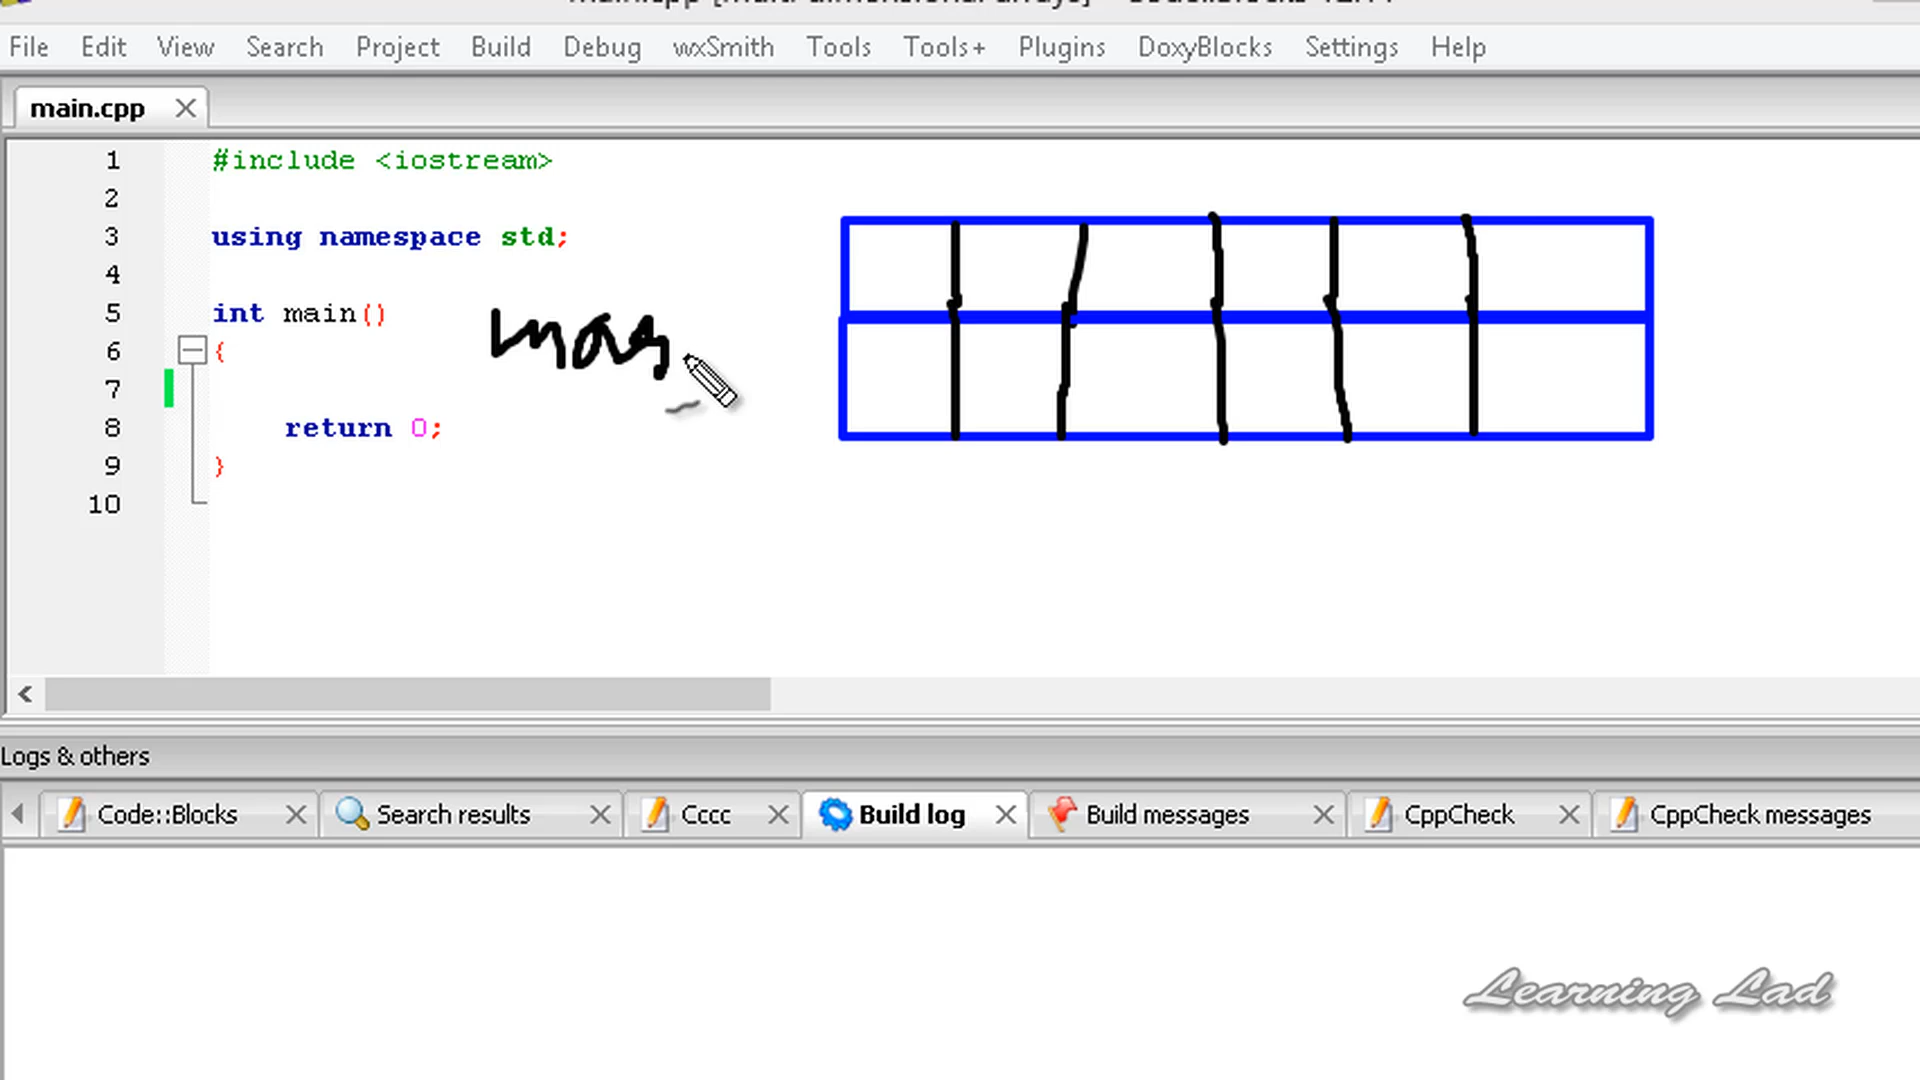 File Edit View Search Project Build Debug wxSmith Tools Tools+ Plugins DoxyBlocks Settings Help
main.cpp
1 #include <iostream>
2
3 using namespace std;
4
5 int main()
6 {
7
8 return 0;
9 }
10
Logs & others
Code::Blocks Search results Cccc Build log Build messages CppCheck CppCheck messages
Learning Lad